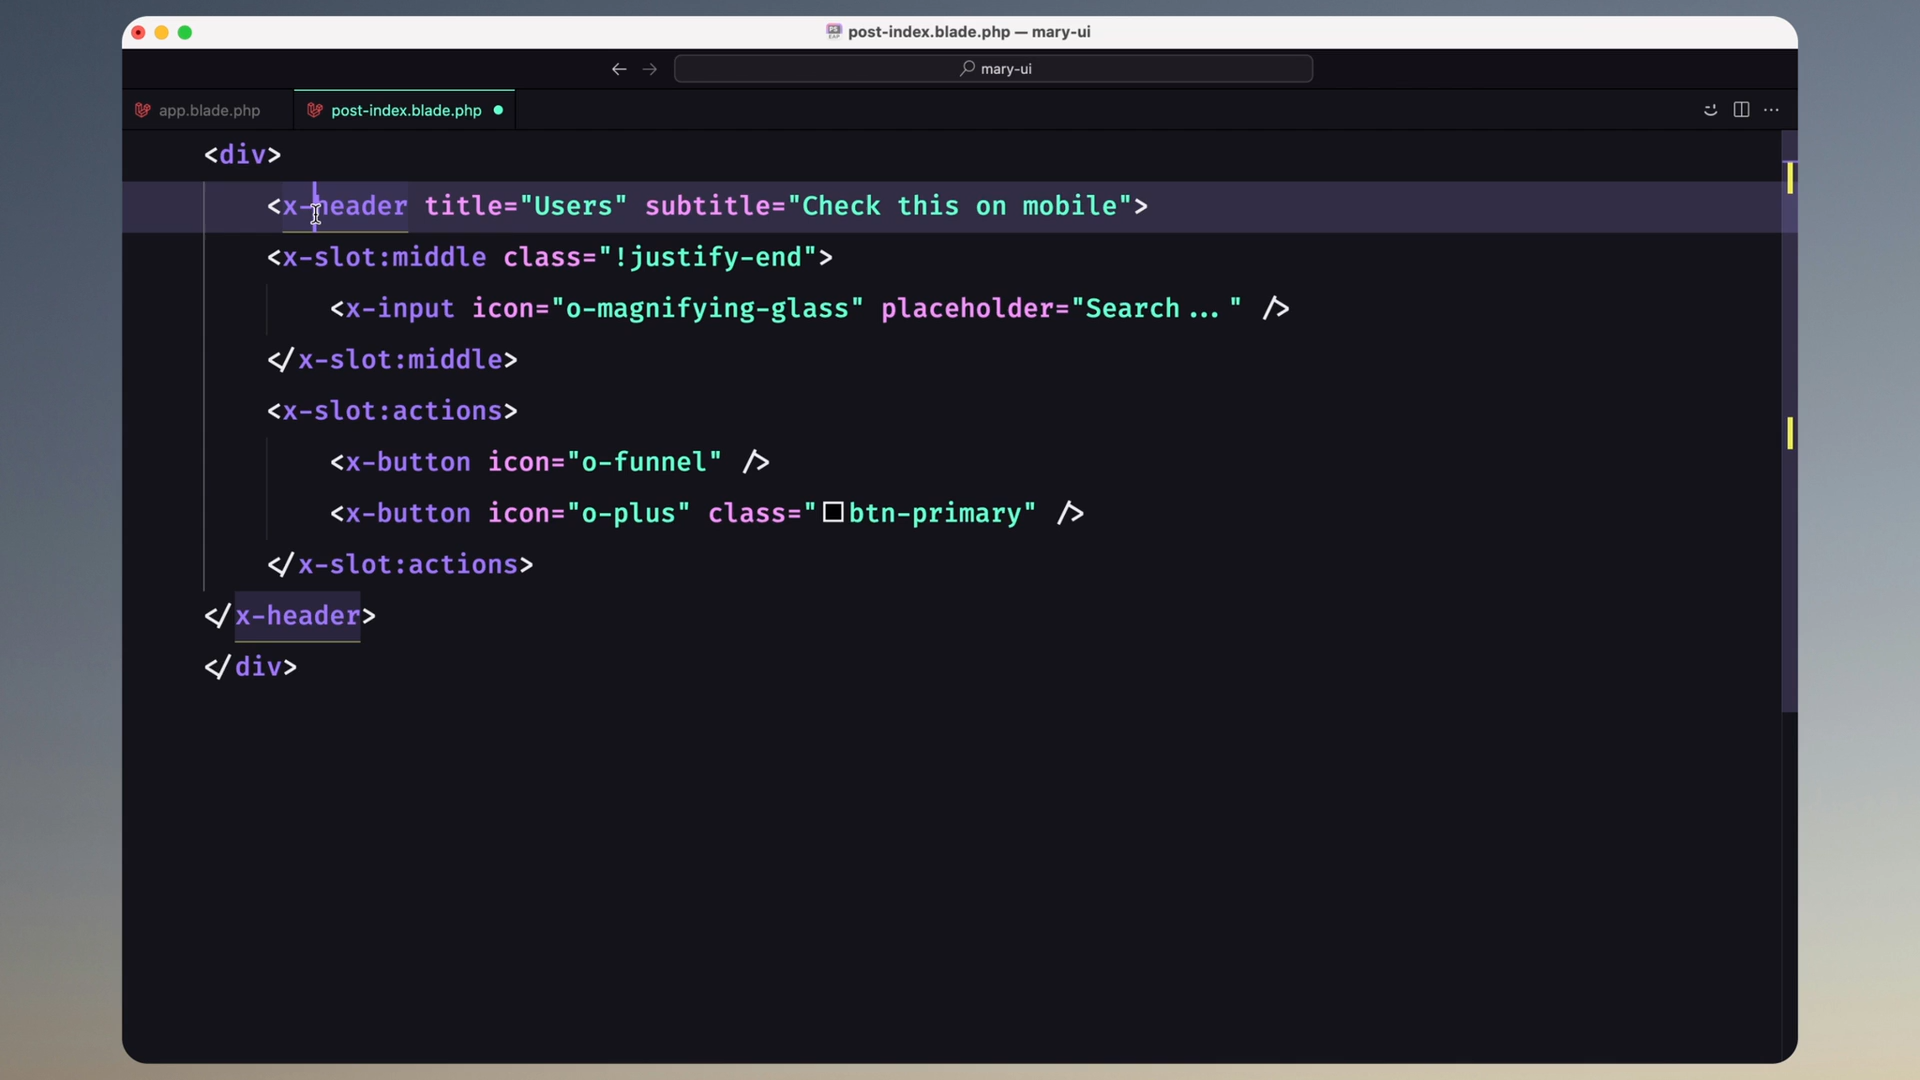 post-index.blade.php — mary-ui
mary-ui
app.blade.php
post-index.blade.php
<div>
<x-header title="Users" subtitle="Check this on mobile">
<x-slot:middle class="!justify-end">
<x-input icon="o-magnifying-glass" placeholder="Search..." />
</x-slot:middle>
<x-slot:actions>
<x-button icon="o-funnel" />
<x-button icon="o-plus" class="btn-primary" />
</x-slot:actions>
</x-header>
</div>